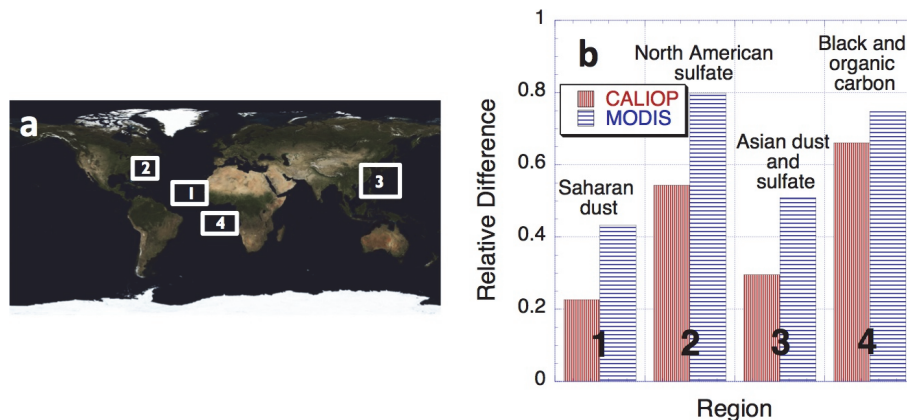 a
2
1
3
4
b
North American
sulfate
Black and
organic
carbon
CALIOP
MODIS
Saharan
dust
Asian dust
and
sulfate
Relative Difference
1
0.8
0.6
0.4
0.2
0
1
2
3
4
Region